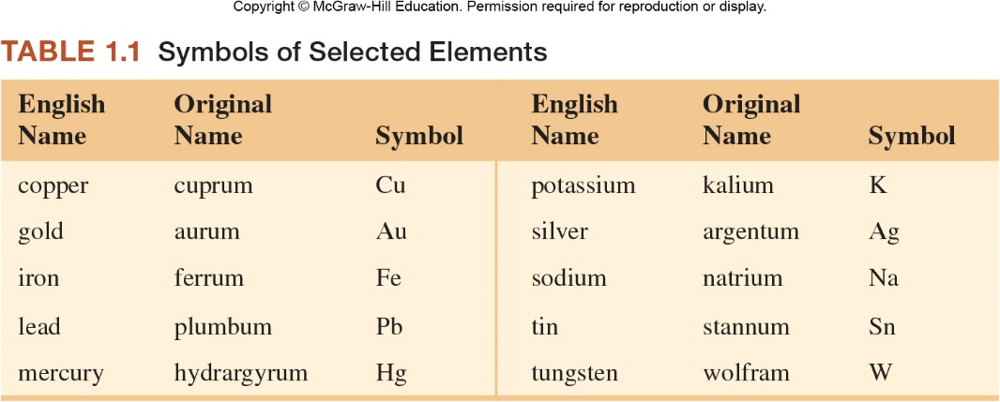 Copyright © McGraw-Hill Education. Permission required for reproduction or display.
TABLE 1.1 Symbols of Selected Elements
English Name Original Name Symbol English Name Original Name Symbol
copper cuprum Cu potassium kalium K
gold aurum Au silver argentum Ag
iron ferrum Fe sodium natrium Na
lead plumbum Pb tin stannum Sn
mercury hydrargyrum Hg tungsten wolfram W